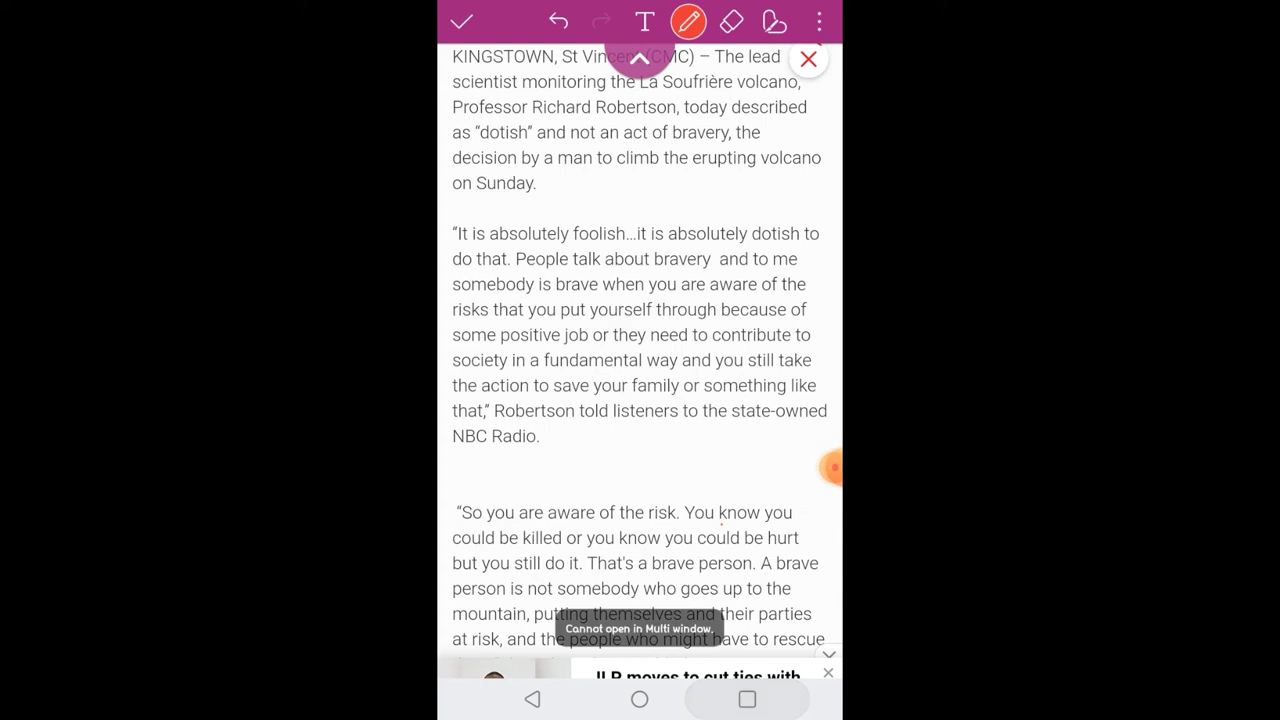 T
KINGSTOWN, St Vincent (CMC) – The lead
scientist monitoring the La Soufrière volcano,
Professor Richard Robertson, today described
as “dotish” and not an act of bravery, the
decision by a man to climb the erupting volcano
on Sunday.
“It is absolutely foolish...it is absolutely dotish to
do that. People talk about bravery  and to me
somebody is brave when you are aware of the
risks that you put yourself through because of
some positive job or they need to contribute to
society in a fundamental way and you still take
the action to save your family or something like
that,” Robertson told listeners to the state-owned
NBC Radio.
“So you are aware of the risk. You know you
could be killed or you know you could be hurt
but you still do it. That's a brave person. A brave
person is not somebody who goes up to the
mountain, putting themselves and their parties
Cannot open in Multi window.
at risk, and the people who might have to rescue
moves to cut ties with